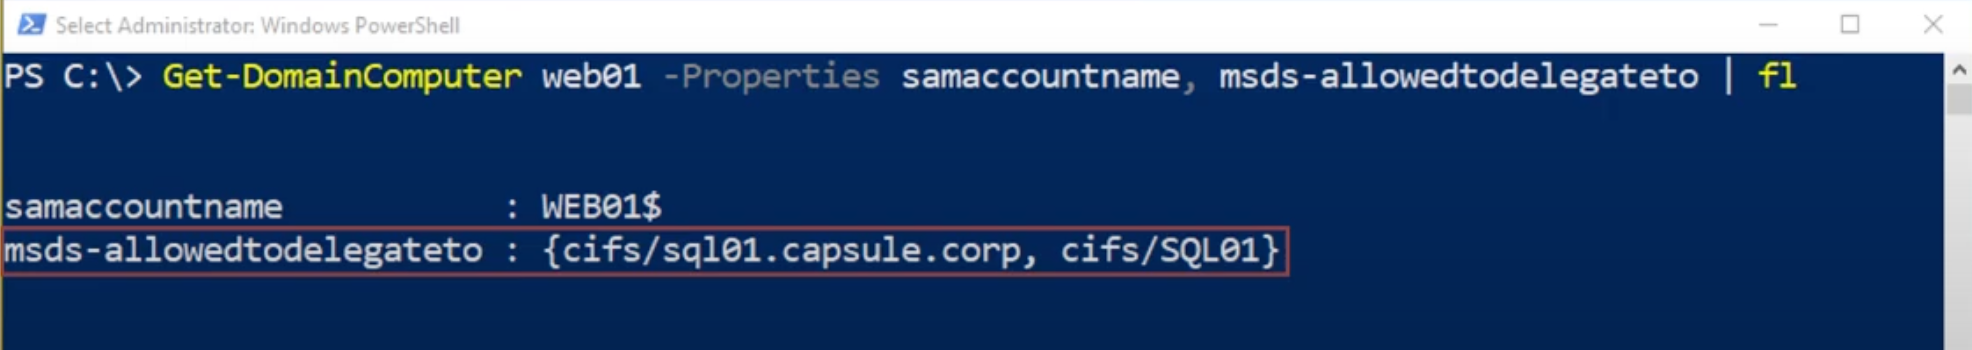 Select Administrator: Windows PowerShell
PS C:\> Get-DomainComputer web01 -Properties samaccountname, msds-allowedtodelegateto | fl
samaccountname : WEB01$
msds-allowedtodelegateto : {cifs/sql01.capsule.corp, cifs/SQL01}